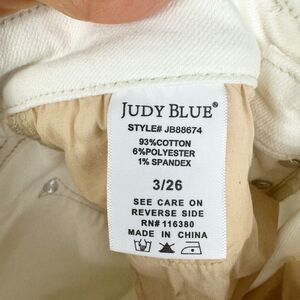 JUDY BLUE®
STYLE# JB88674
93%COTTON
6%POLYESTER
1% SPANDEX
3/26
SEE CARE ON
REVERSE SIDE
RN# 116380
MADE IN CHINA